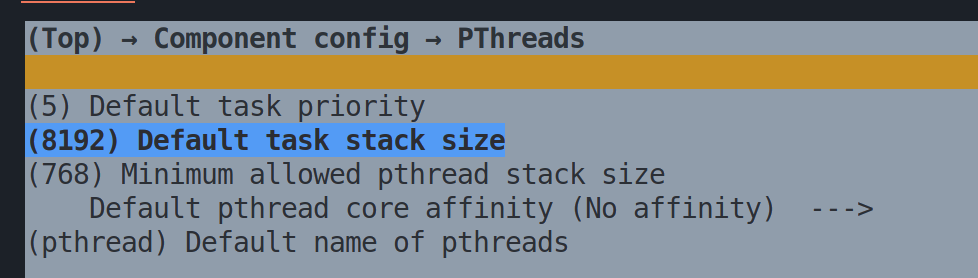 (Top) → Component config → PThreads
(5) Default task priority
(8192) Default task stack size
(768) Minimum allowed pthread stack size
Default pthread core affinity (No affinity)  --->
(pthread) Default name of pthreads